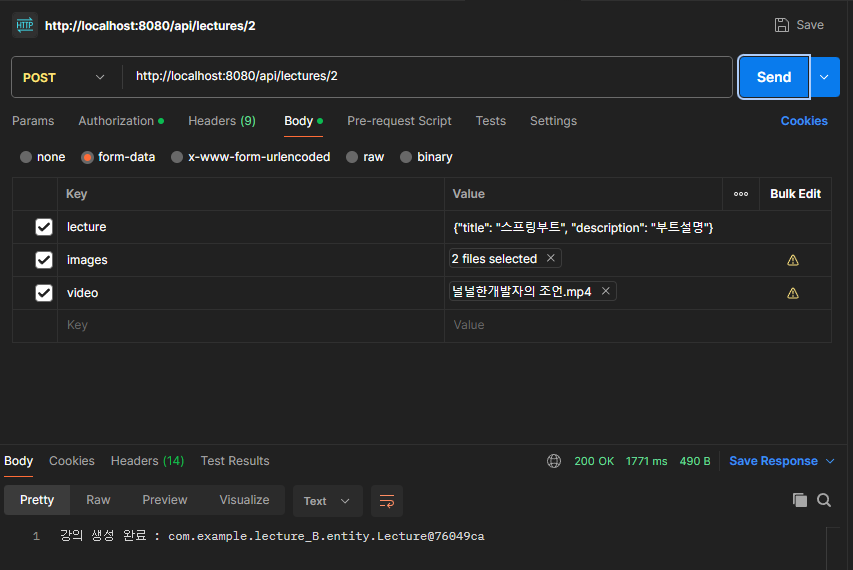 HTTP http://localhost:8080/api/lectures/2 Save
POST http://localhost:8080/api/lectures/2 Send
Params Authorization Headers (9) Body Pre-request Script Tests Settings Cookies
none form-data x-www-form-urlencoded raw binary
Key Value Bulk Edit
lecture {"title": "스프링부트", "description": "부트설명"}
images 2 files selected
video 널널한개발자의 조언.mp4
Key Value
Body Cookies Headers (14) Test Results 200 OK 1771 ms 490 B Save Response
Pretty Raw Preview Visualize Text
1 강의 생성 완료 : com.example.lecture_B.entity.Lecture@76049ca